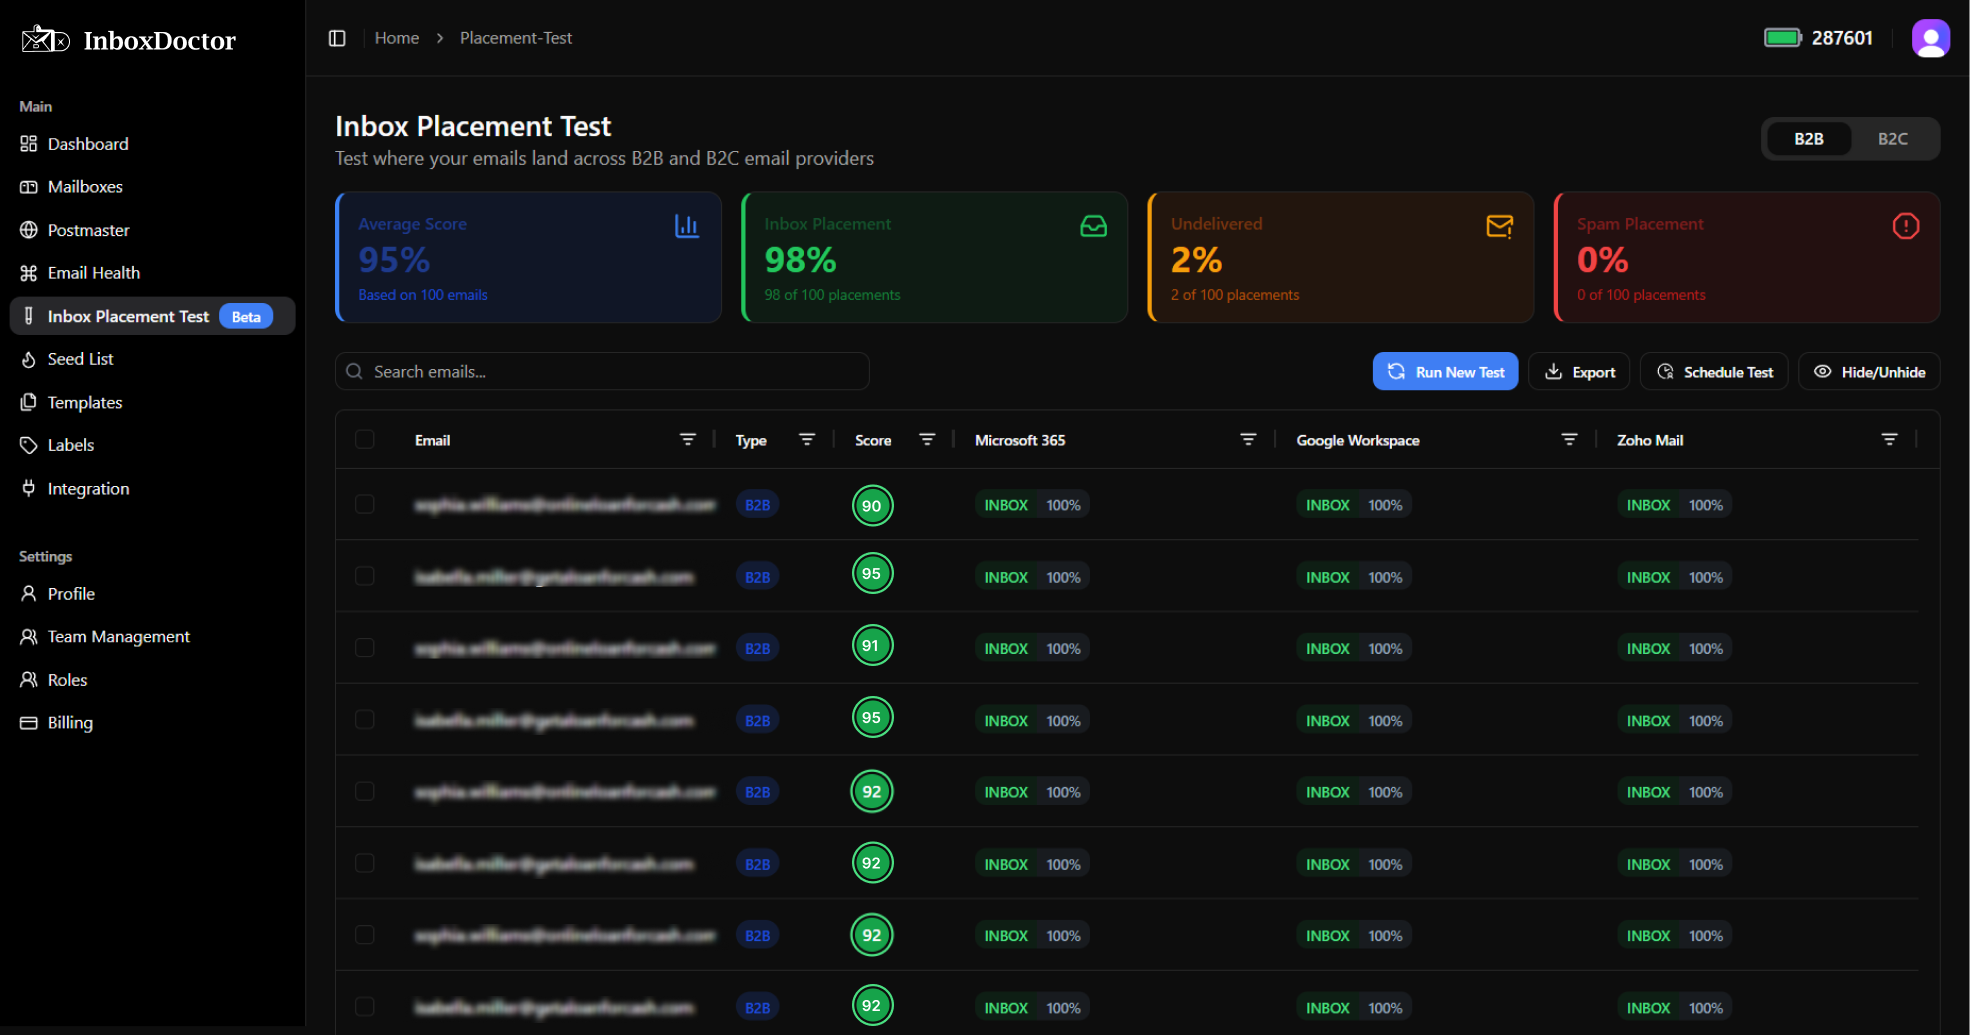 InboxDoctor
Home > Placement-Test
287601
Main
Dashboard
Mailboxes
Postmaster
Email Health
Inbox Placement Test Beta
Seed List
Templates
Labels
Integration
Settings
Profile
Team Management
Roles
Billing
Inbox Placement Test
Test where your emails land across B2B and B2C email providers
B2B B2C
Average Score
95%
Based on 100 emails
Inbox Placement
98%
98 of 100 placements
Undelivered
2%
2 of 100 placements
Spam Placement
0%
0 of 100 placements
Search emails...
Run New Test Export Schedule Test Hide/Unhide
Email Type Score Microsoft 365 Google Workspace Zoho Mail
B2B 90 INBOX 100% INBOX 100% INBOX 100%
B2B 95 INBOX 100% INBOX 100% INBOX 100%
B2B 91 INBOX 100% INBOX 100% INBOX 100%
B2B 95 INBOX 100% INBOX 100% INBOX 100%
B2B 92 INBOX 100% INBOX 100% INBOX 100%
B2B 92 INBOX 100% INBOX 100% INBOX 100%
B2B 92 INBOX 100% INBOX 100% INBOX 100%
B2B 92 INBOX 100% INBOX 100% INBOX 100%